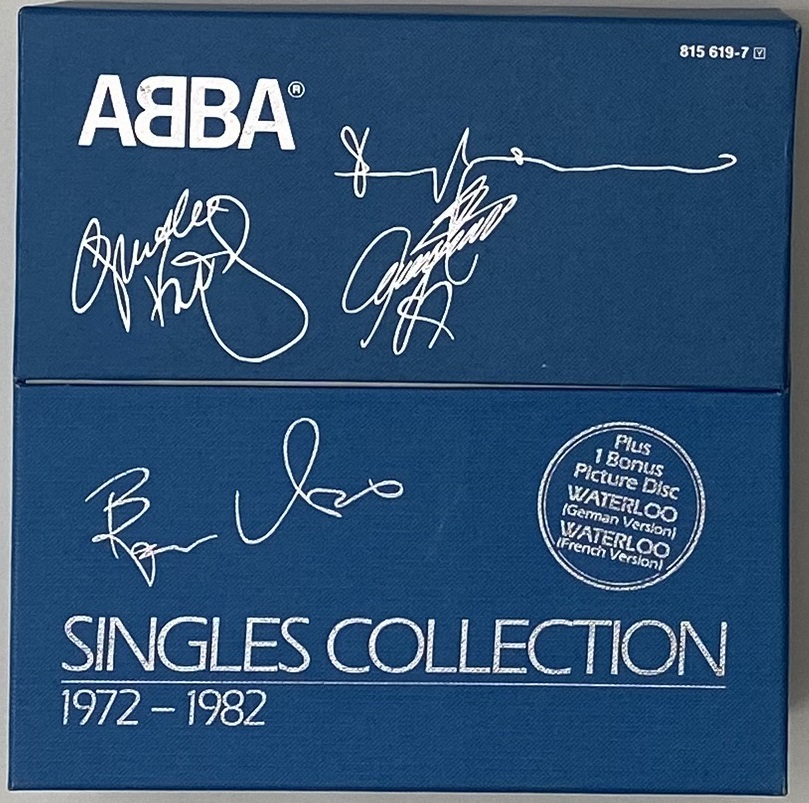 815 619-7 Y
ABBA®
Plus
1 Bonus
Picture Disc
WATERLOO
(German Version)
WATERLOO
(French Version)
SINGLES COLLECTION
1972 – 1982